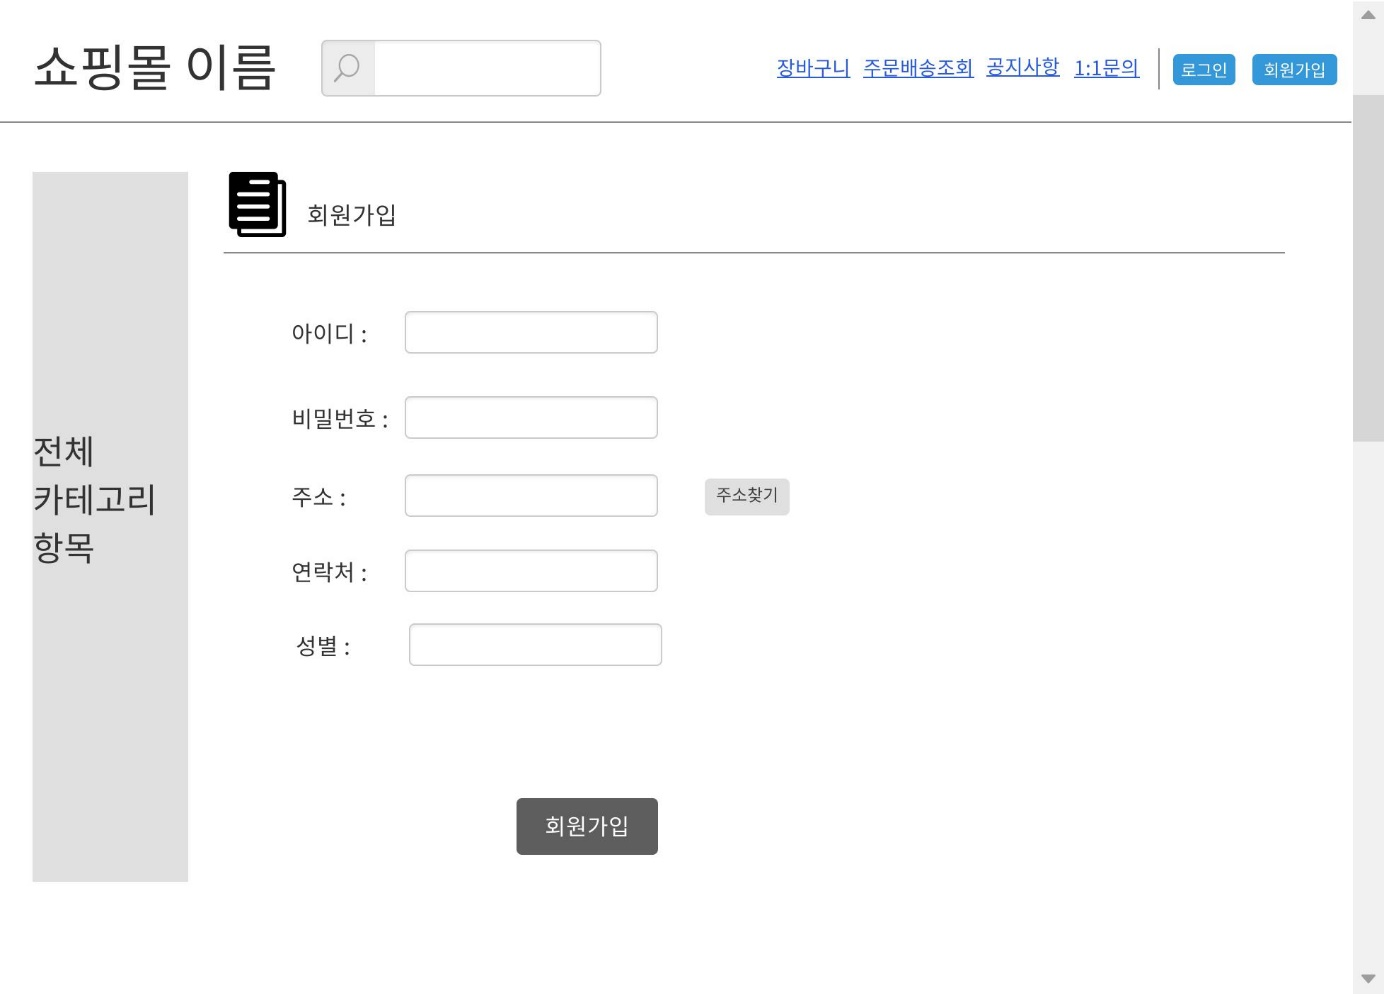 쇼핑몰 이름
장바구니 주문배송조회 공지사항 1:1문의 로그인 회원가입
회원가입
전체
카테고리
항목
아이디 :
비밀번호 :
주소 : 주소찾기
연락처 :
성별 :
회원가입